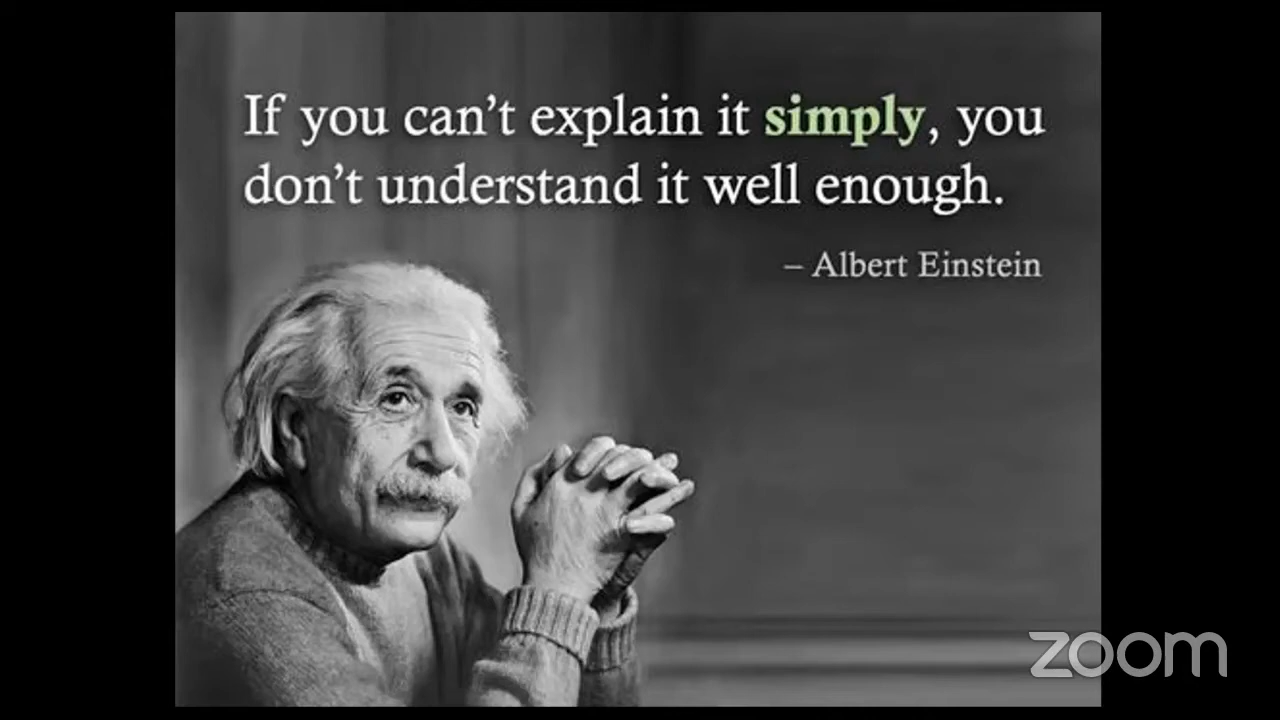 If you can’t explain it simply, you
don’t understand it well enough.
– Albert Einstein
zoom